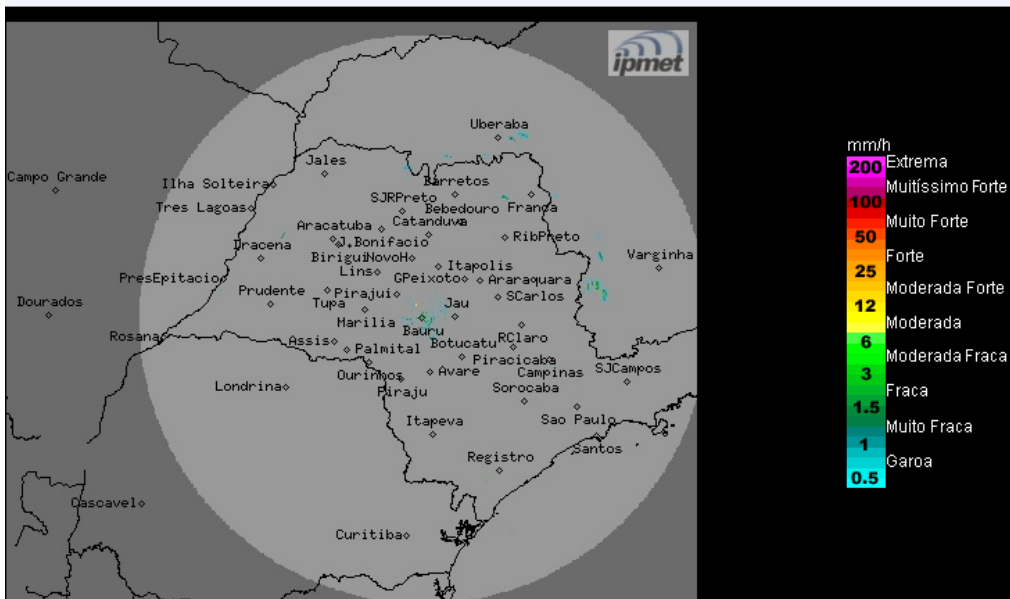 ipmet
Uberaba
Jales
Campo Grande
Ilha Solteira
Barretos
SJRPreto
Tres Lagoas
Bebedouro
Franca
Aracatuba
Catanduva
Dracena
J.Bonifacio
RibPreto
Varginha
Birigui
NovoH
Itapolis
Lins
PresEpitacio
GPeixoto
Araraquara
Dourados
Prudente
Pirajui
SCarlos
Tupa
Jau
Marilia
Bauru
Rosana
Assis
RClaro
Botucatu
Palmital
Piracicaba
Londrina
Ourinhos
Avare
Campinas
SJCampos
Piraju
Sorocaba
Itapeva
Sao Paulo
Santos
Registro
Cascavel
Curitiba
mm/h
200 Extrema
Muitíssimo Forte
100
Muito Forte
50
Forte
25
Moderada Forte
12
Moderada
6
Moderada Fraca
3
Fraca
1.5
Muito Fraca
1
Garoa
0.5